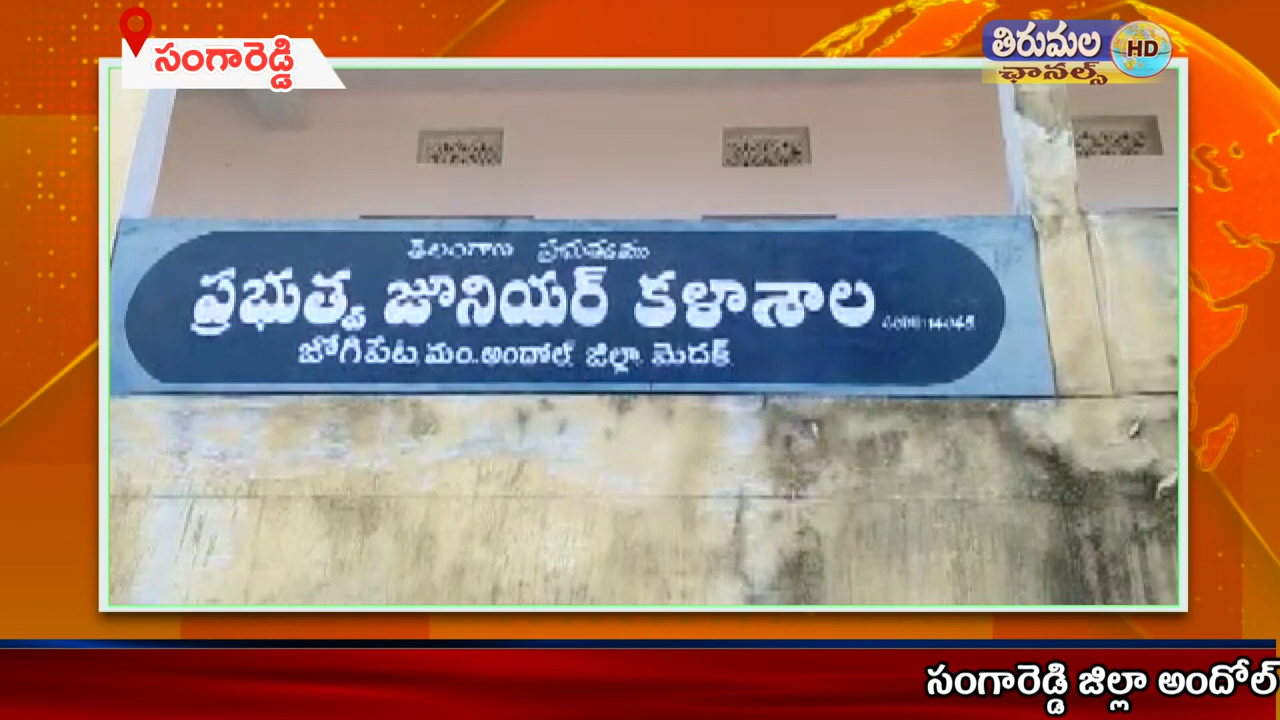 సంగారెడ్డి
తిరుమల
ఛానల్స్
HD
తెలంగాణ ప్రభుత్వము
ప్రభుత్వ జూనియర్ కళాశాల
జోగిపేట, మం. అందోల్, జిల్లా. మెదక్
సంగారెడ్డి జిల్లా అందోల్